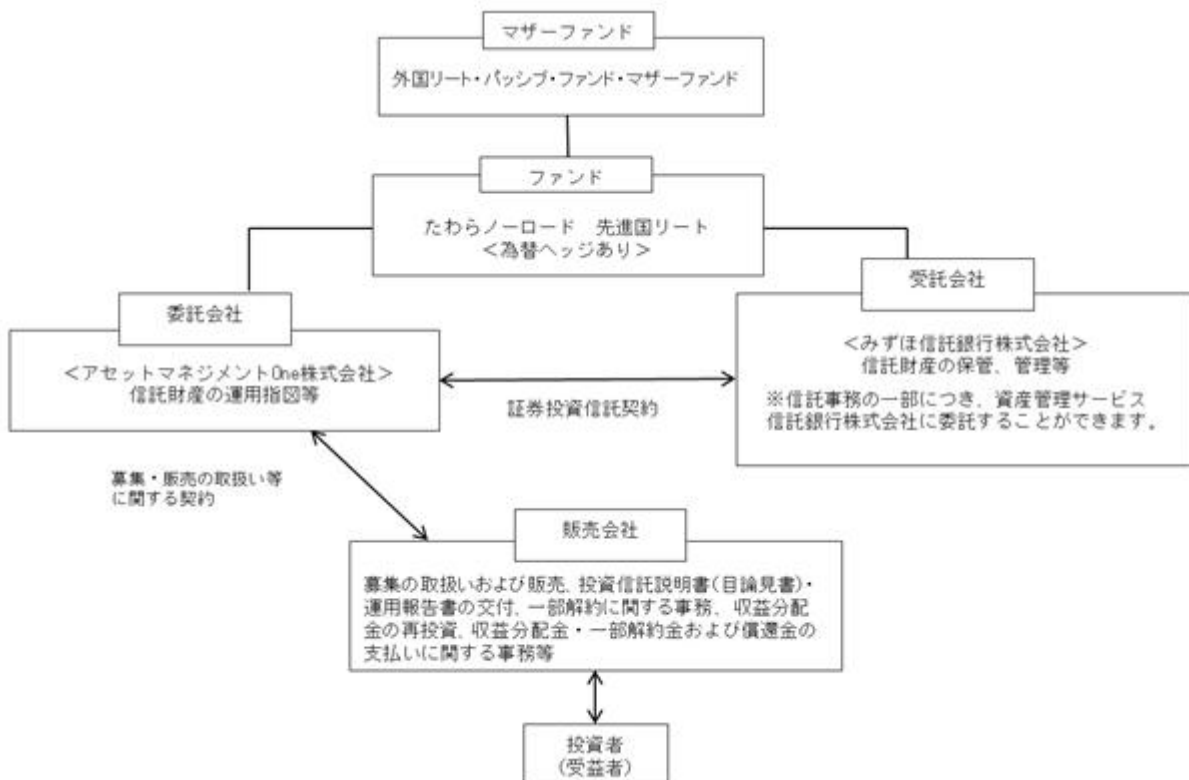 マザーファンド
外国リート・パッシブ・ファンド・マザーファンド
ファンド
たわらノーロード　先進国リート
＜為替ヘッジあり＞
委託会社
＜アセットマネジメントOne株式会社＞
信託財産の運用指図等
証券投資信託契約
受託会社
＜みずほ信託銀行株式会社＞
信託財産の保管、管理等
※信託事務の一部につき、資産管理サービス
信託銀行株式会社に委託することができます。
募集・販売の取扱い等
に関する契約
販売会社
募集の取扱いおよび販売、投資信託説明書(目論見書)・
運用報告書の交付、一部解約に関する事務、収益分配
金の再投資、収益分配金・一部解約金および償還金の
支払いに関する事務等
投資者
(受益者)